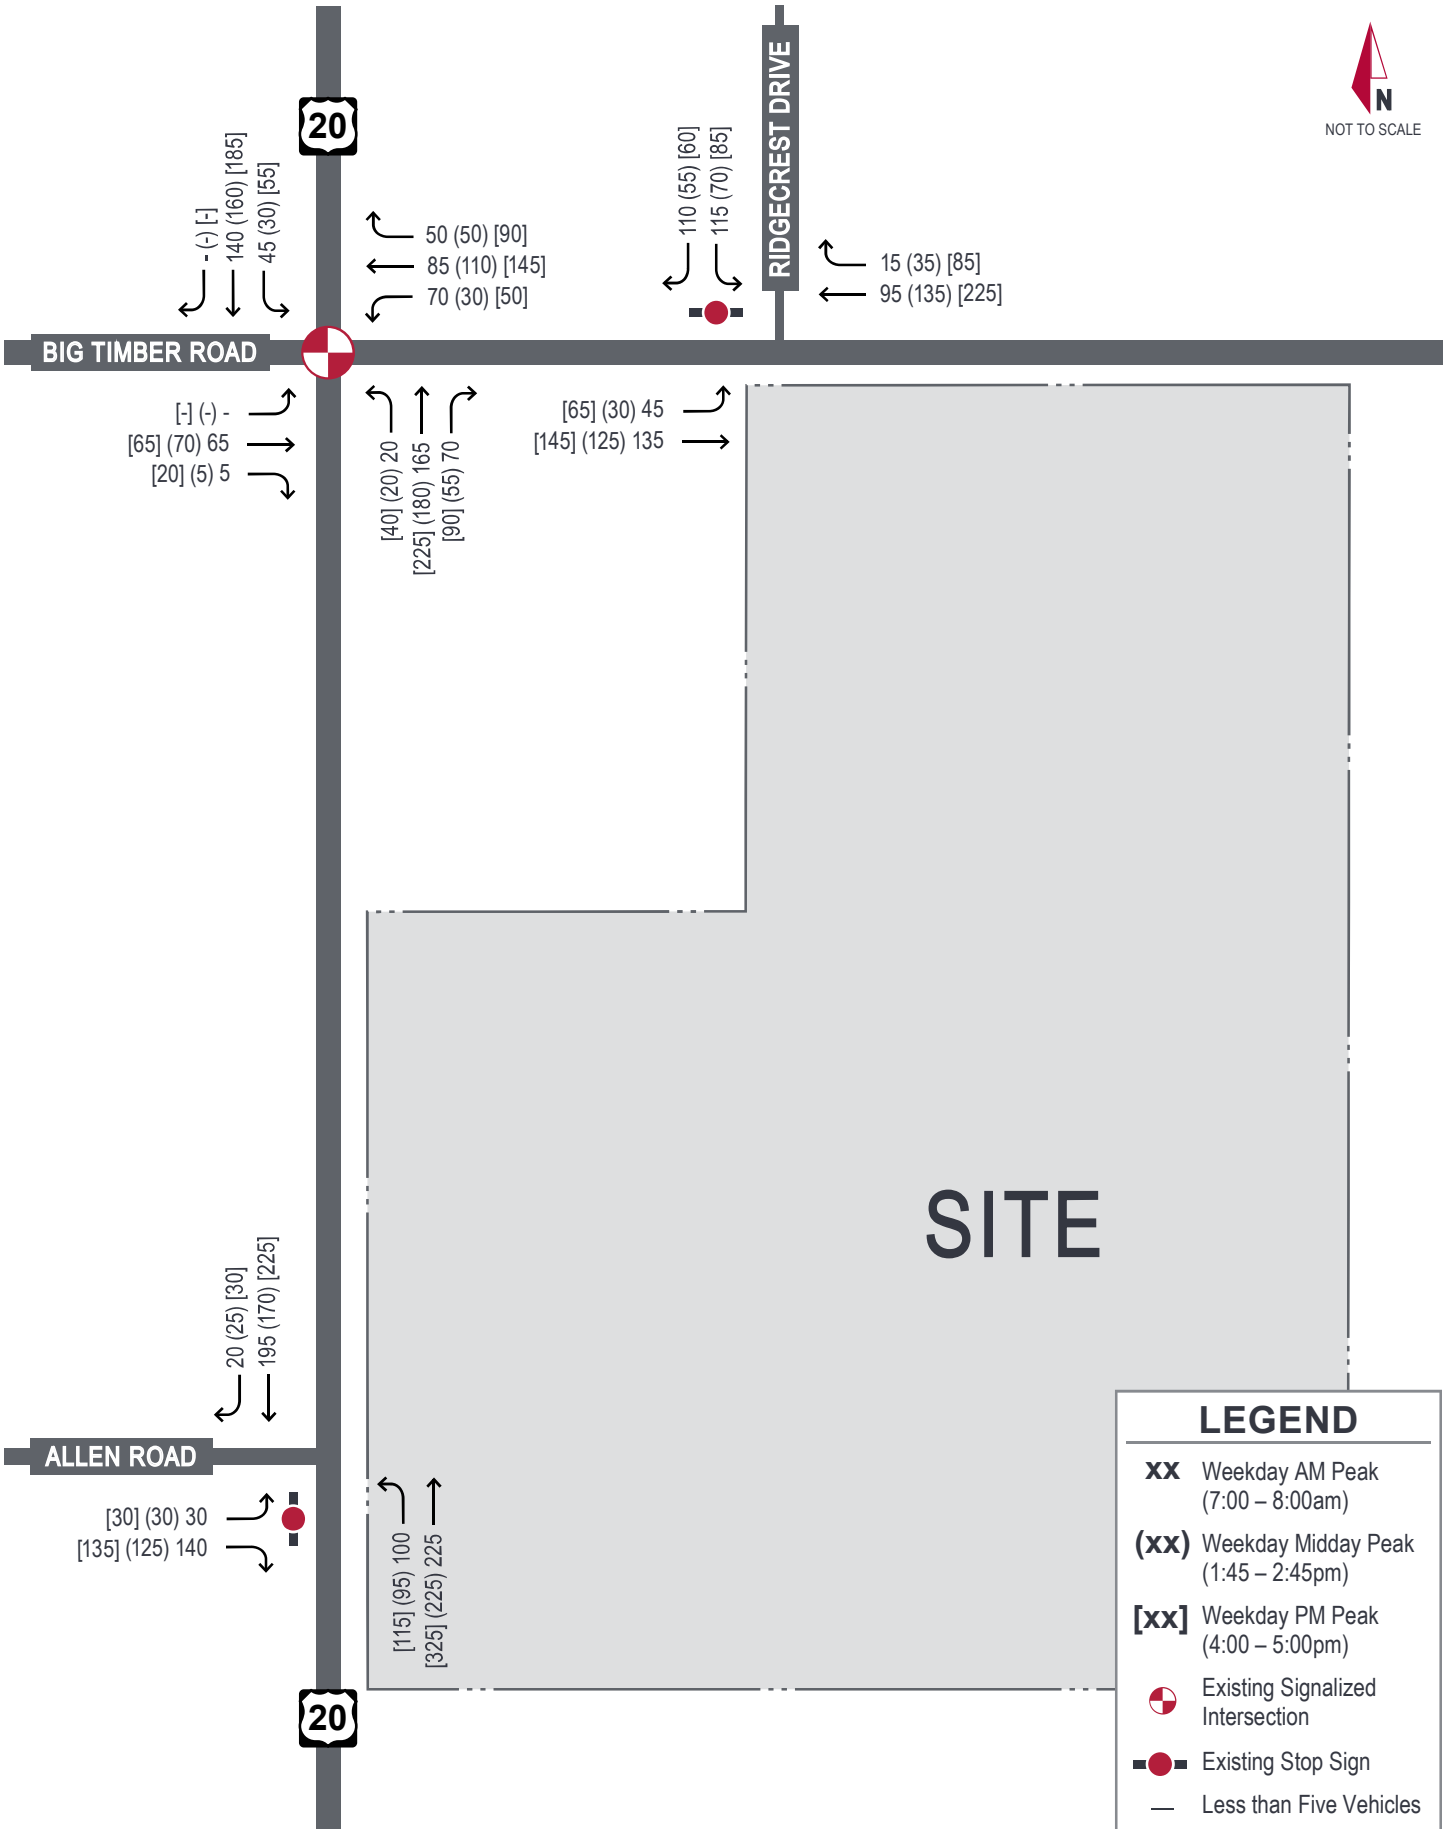 20
RIDGECREST DRIVE
N
NOT TO SCALE
- (-) [-]
140 (160) [185]
45 (30) [55]
50 (50) [90]
85 (110) [145]
70 (30) [50]
110 (55) [60]
115 (70) [85]
15 (35) [85]
95 (135) [225]
BIG TIMBER ROAD
[-] (-) -
[65] (70) 65
[20] (5) 5
[40] (20) 20
[225] (180) 165
[90] (55) 70
[65] (30) 45
[145] (125) 135
SITE
20 (25) [30]
195 (170) [225]
ALLEN ROAD
[30] (30) 30
[135] (125) 140
[115] (95) 100
[325] (225) 225
20
LEGEND
XX Weekday AM Peak
(7:00 – 8:00am)
(XX) Weekday Midday Peak
(1:45 – 2:45pm)
[XX] Weekday PM Peak
(4:00 – 5:00pm)
Existing Signalized
Intersection
Existing Stop Sign
— Less than Five Vehicles